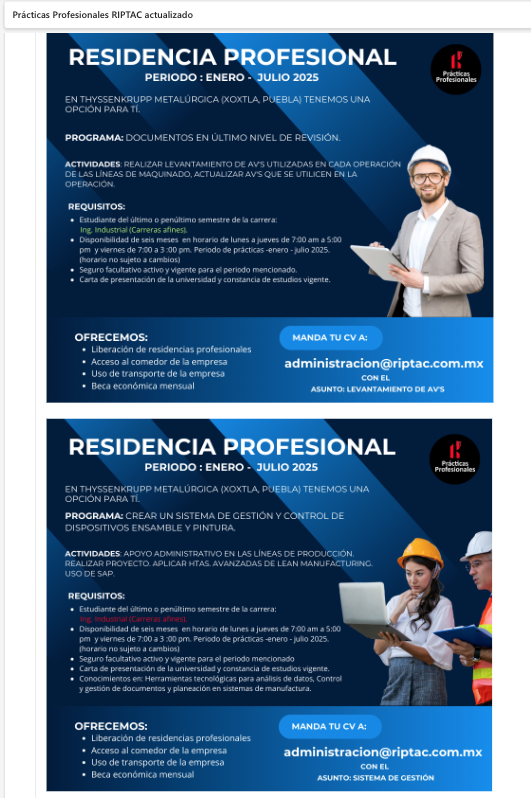 Prácticas Profesionales RIPTAC actualizado
RESIDENCIA PROFESIONAL
PERIODO : ENERO - JULIO 2025
Prácticas
Profesionales
EN THYSSENKRUPP METALÚRGICA (XOXTLA, PUEBLA) TENEMOS UNA
OPCIÓN PARA TÍ.
PROGRAMA: DOCUMENTOS EN ÚLTIMO NIVEL DE REVISIÓN.
ACTIVIDADES: REALIZAR LEVANTAMIENTO DE AV'S UTILIZADAS EN CADA OPERACIÓN
DE LAS LÍNEAS DE MAQUINADO, ACTUALIZAR AV'S QUE SE UTILICEN EN LA
OPERACIÓN.
REQUISITOS:
• Estudiante del último o penúltimo semestre de la carrera:
Ing. Industrial (Carreras afines).
• Disponibilidad de seis meses en horario de lunes a jueves de 7:00 am a 5:00
pm y viernes de 7:00 a 3 :00 pm. Periodo de prácticas -enero - julio 2025.
(horario no sujeto a cambios)
• Seguro facultativo activo y vigente para el periodo mencionado.
• Carta de presentación de la universidad y constancia de estudios vigente.
OFRECEMOS:
• Liberación de residencias profesionales
• Acceso al comedor de la empresa
• Uso de transporte de la empresa
• Beca económica mensual
MANDA TU CV A:
administracion@riptac.com.mx
CON EL
ASUNTO: LEVANTAMIENTO DE AV'S
RESIDENCIA PROFESIONAL
PERIODO : ENERO - JULIO 2025
Prácticas
Profesionales
EN THYSSENKRUPP METALÚRGICA (XOXTLA, PUEBLA) TENEMOS UNA
OPCIÓN PARA TÍ.
PROGRAMA: CREAR UN SISTEMA DE GESTIÓN Y CONTROL DE
DISPOSITIVOS ENSAMBLE Y PINTURA.
ACTIVIDADES: APOYO ADMINISTRATIVO EN LAS LÍNEAS DE PRODUCCIÓN.
REALIZAR PROYECTO. APLICAR HTAS. AVANZADAS DE LEAN MANUFACTURING.
USO DE SAP.
REQUISITOS:
• Estudiante del último o penúltimo semestre de la carrera:
Ing. Industrial (Carreras afines).
• Disponibilidad de seis meses en horario de lunes a jueves de 7:00 am a 5:00
pm y viernes de 7:00 a 3:00 pm. Periodo de prácticas -enero - julio 2025.
(horario no sujeto a cambios)
• Seguro facultativo activo y vigente para el periodo mencionado
• Carta de presentación de la universidad y constancia de estudios vigente.
• Conocimientos en: Herramientas tecnológicas para análisis de datos, Control
y gestión de documentos y planeación en sistemas de manufactura.
OFRECEMOS:
• Liberación de residencias profesionales
• Acceso al comedor de la empresa
• Uso de transporte de la empresa
• Beca económica mensual
MANDA TU CV A:
administracion@riptac.com.mx
CON EL
ASUNTO: SISTEMA DE GESTIÓN